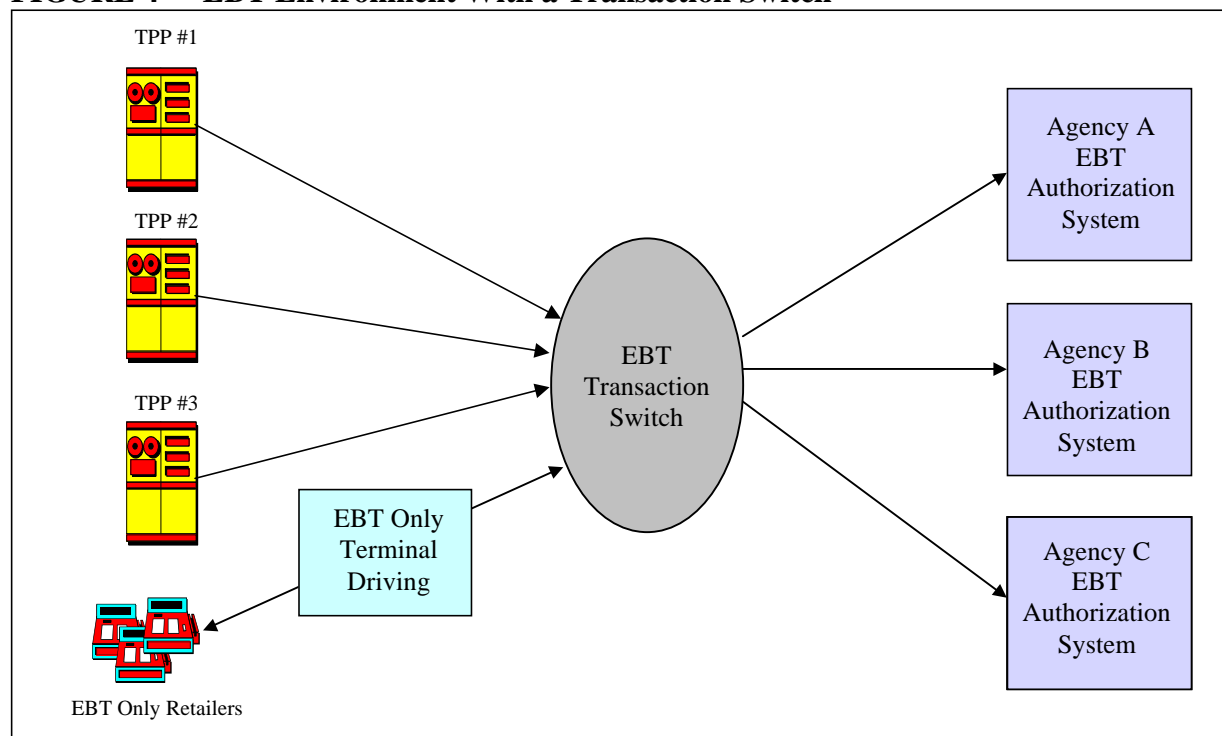 FIGURE 4 EBT Environment With a Transaction Switch
TPP #1
TPP #2
TPP #3
EBT Only
Terminal
Driving
EBT Only Retailers
EBT
Transaction
Switch
Agency A
EBT
Authorization
System
Agency B
EBT
Authorization
System
Agency C
EBT
Authorization
System